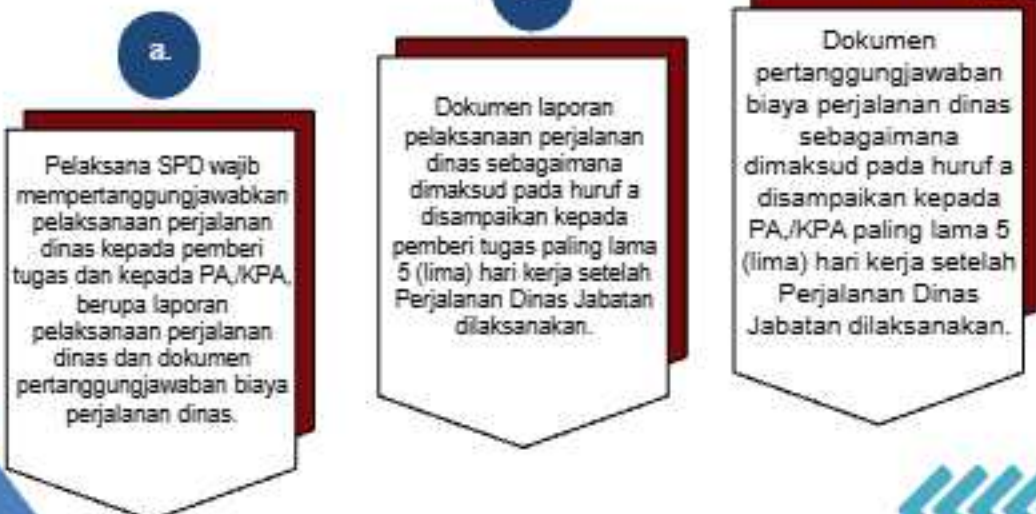 a.
Pelaksana SPD wajib
mempertanggungjawabkan
pelaksanaan perjalanan
dinas kepada pemberi
tugas dan kepada PA,/KPA,
berupa laporan
pelaksanaan perjalanan
dinas dan dokumen
pertanggungjawaban biaya
perjalanan dinas.
Dokumen laporan
pelaksanaan perjalanan
dinas sebagaimana
dimaksud pada huruf a
disampaikan kepada
pemberi tugas paling lama
5 (lima) hari kerja setelah
Perjalanan Dinas Jabatan
dilaksanakan.
Dokumen
pertanggungjawaban
biaya perjalanan dinas
sebagaimana
dimaksud pada huruf a
disampaikan kepada
PA,/KPA paling lama 5
(lima) hari kerja setelah
Perjalanan Dinas
Jabatan dilaksanakan.